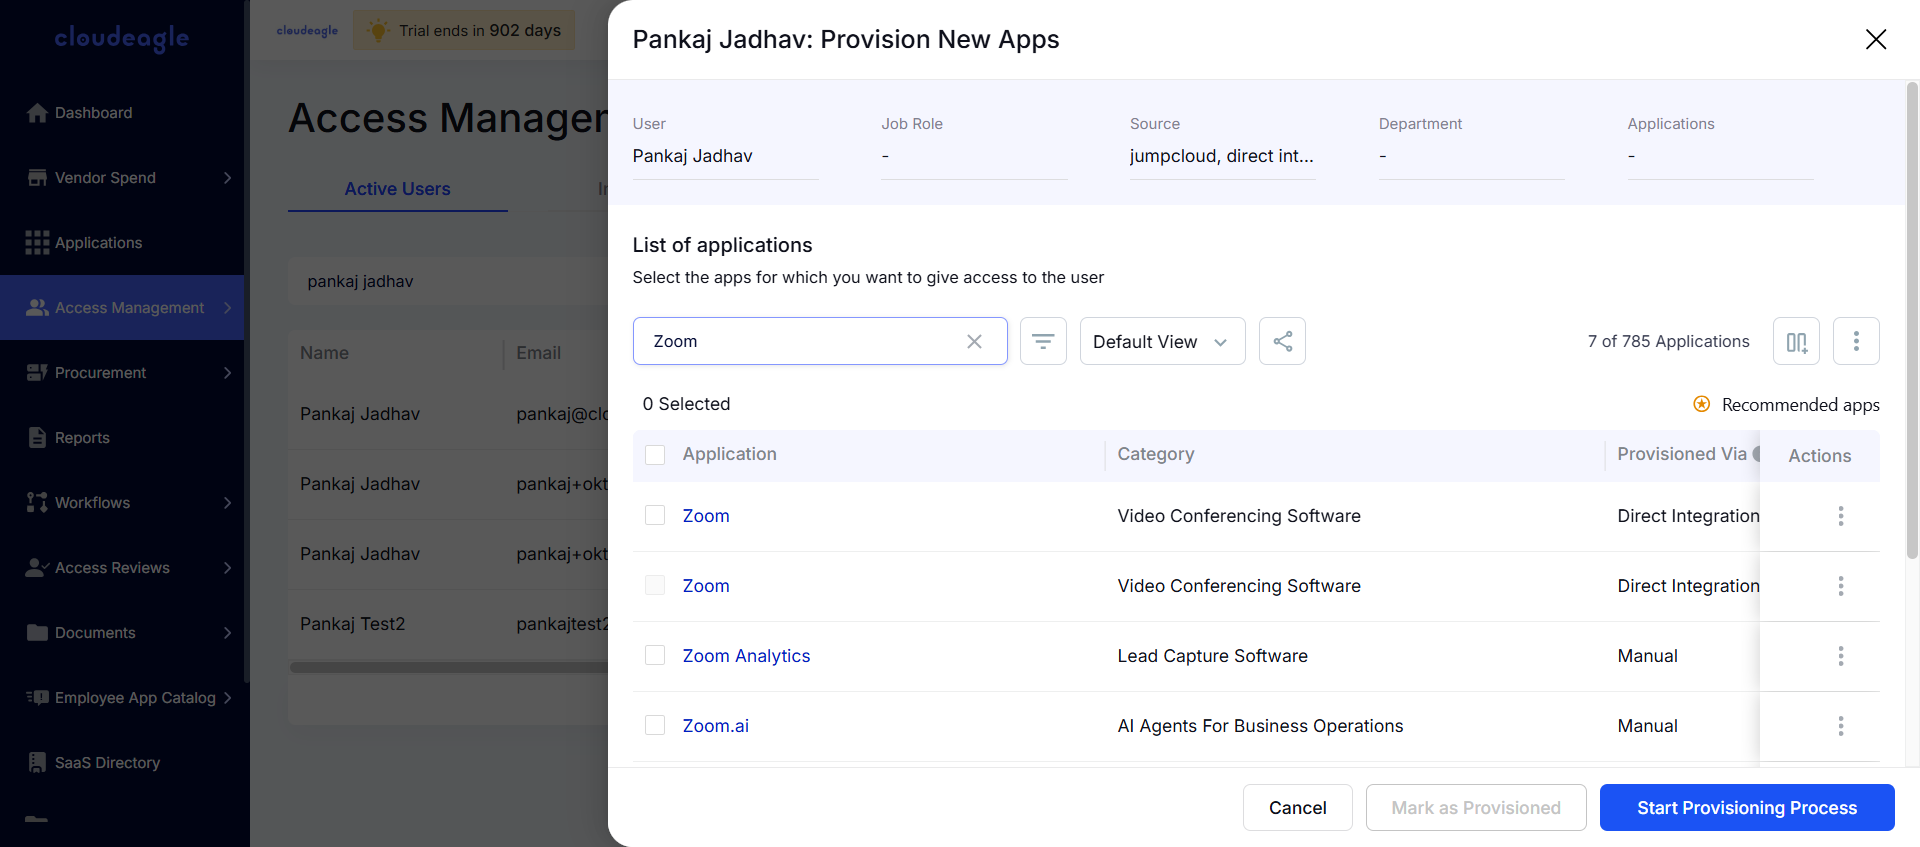 cloudeagle
Dashboard
Vendor Spend
Applications
Access Management
Procurement
Reports
Workflows
Access Reviews
Documents
Employee App Catalog
SaaS Directory
cloudeagle
Trial ends in 902 days
Access Manager
Active Users
In
pankaj jadhav
Name Email
Pankaj Jadhav pankaj@clo
Pankaj Jadhav pankaj+okt
Pankaj Jadhav pankaj+okt
Pankaj Test2 pankajtest2
Pankaj Jadhav: Provision New Apps
User Job Role Source Department Applications
Pankaj Jadhav - jumpcloud, direct int... - -
List of applications
Select the apps for which you want to give access to the user
Zoom Default View 7 of 785 Applications
0 Selected Recommended apps
Application Category Provisioned Via Actions
Zoom Video Conferencing Software Direct Integration
Zoom Video Conferencing Software Direct Integration
Zoom Analytics Lead Capture Software Manual
Zoom.ai AI Agents For Business Operations Manual
Cancel Mark as Provisioned Start Provisioning Process